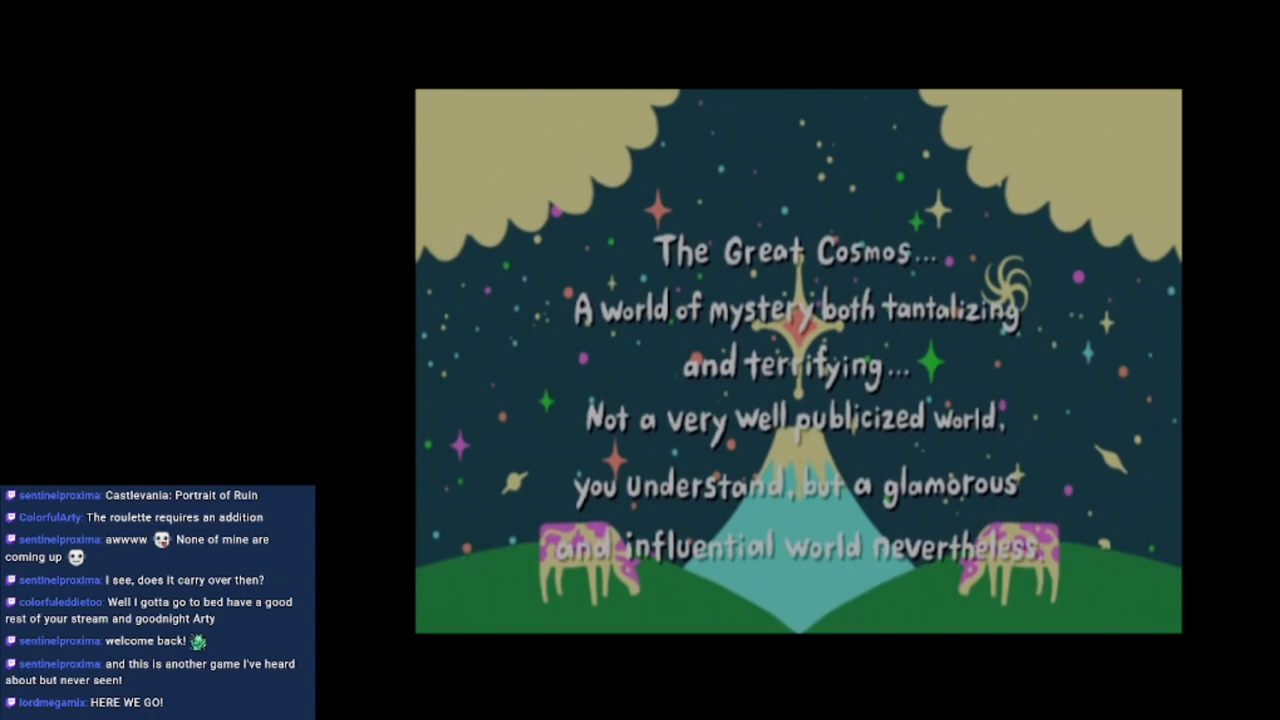 The Great Cosmos...
A world of mystery both tantalizing
and terrifying...
Not a very well publicized world,
you understand, but a glamorous
and influential world nevertheless.
sentinelproxima: Castlevania: Portrait of Ruin
ColorfulArty: The roulette requires an addition
sentinelproxima: awwww None of mine are
coming up
sentinelproxima: I see, does it carry over then?
colorfuleddietoo: Well I gotta go to bed have a good
rest of your stream and goodnight Arty
sentinelproxima: welcome back!
sentinelproxima: and this is another game I've heard
about but never seen!
lordmegamix: HERE WE GO!